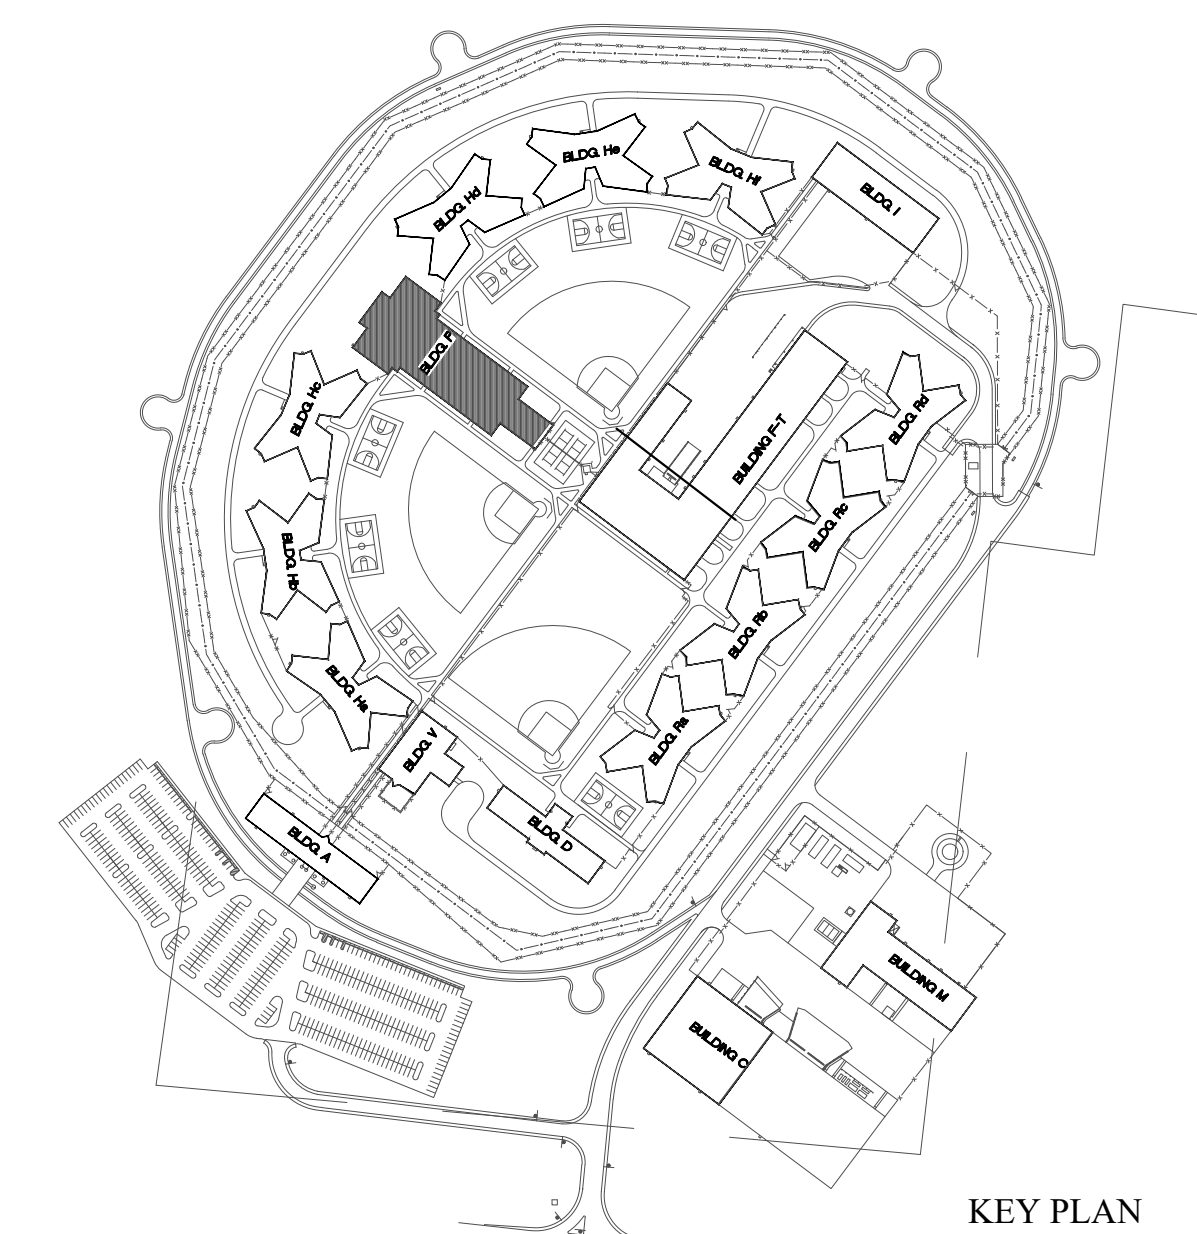 BLDG. He
BLDG. Hf
BLDG. Hd
BLDG. I
BLDG. P
BLDG. Hc
BLDG. Rd
BUILDING F-T
BLDG. Rc
BLDG. Hb
BLDG. Rb
BLDG. Ha
BLDG. Ra
BLDG. V
BLDG. D
BLDG. A
BUILDING M
BUILDING C
KEY PLAN